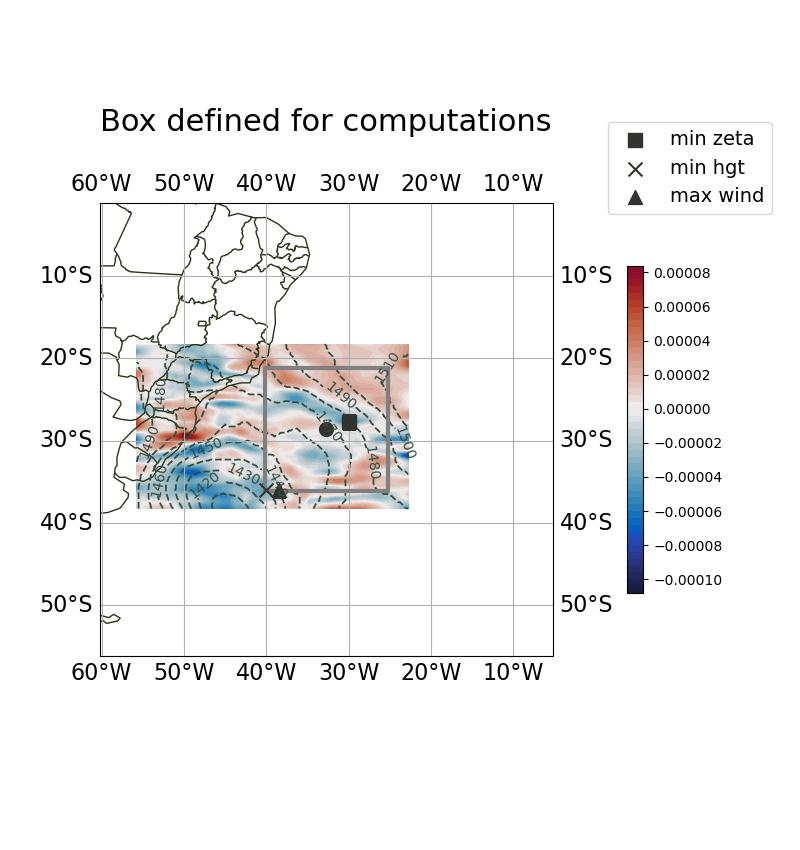 Box defined for computations
min zeta
min hgt
max wind
60°W 50°W 40°W 30°W 20°W 10°W
10°S 10°S
20°S 20°S
30°S 30°S
40°S 40°S
50°S 50°S
60°W 50°W 40°W 30°W 20°W 10°W
0.00008
0.00006
0.00004
0.00002
0.00000
−0.00002
−0.00004
−0.00006
−0.00008
−0.00010
1510
1490
1490
1500
1450
1480
1430
1460
1420